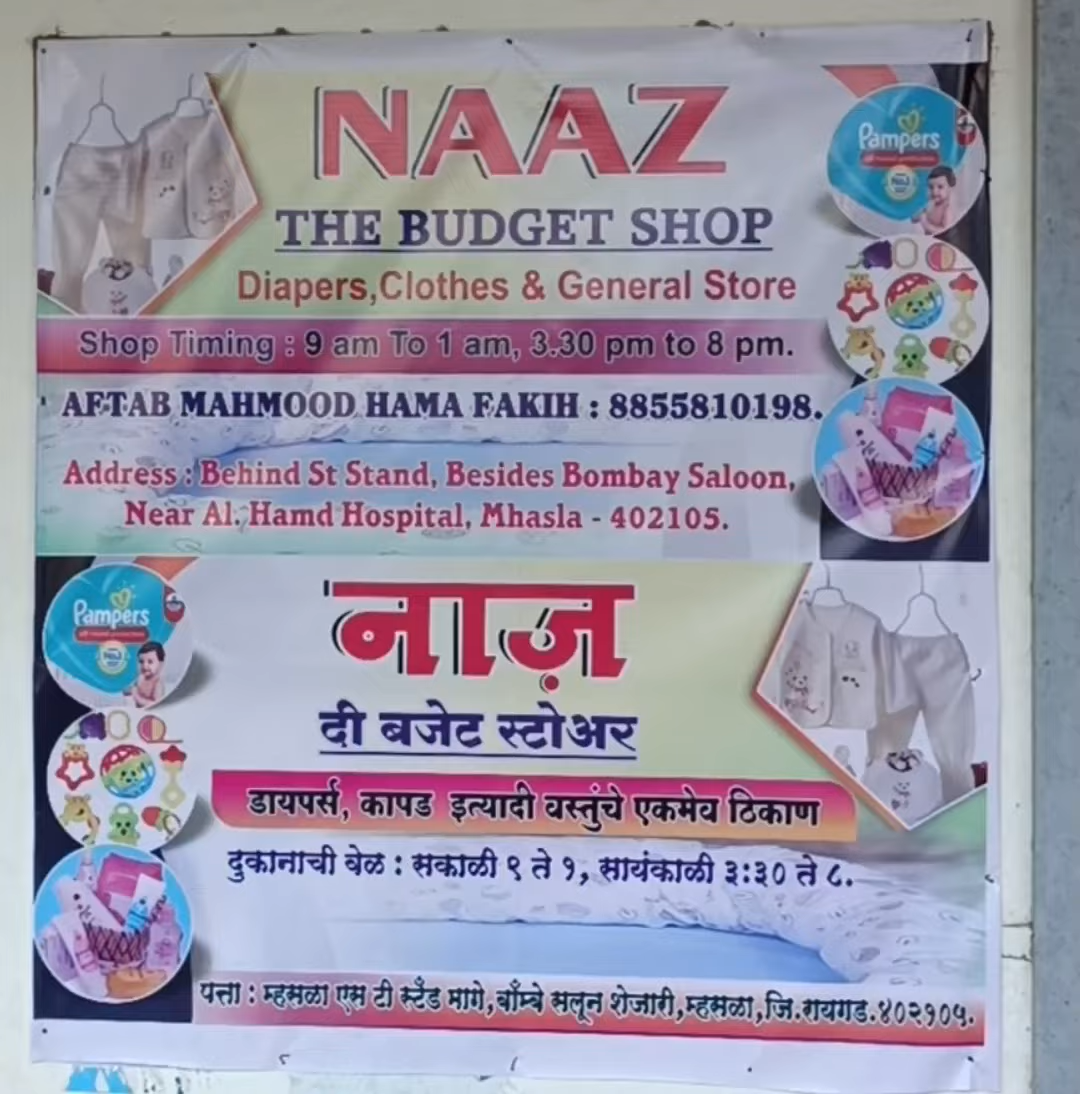 NAAZ
THE BUDGET SHOP
Diapers,Clothes & General Store
Shop Timing : 9 am To 1 am, 3.30 pm to 8 pm.
AFTAB MAHMOOD HAMA FAKIH : 8855810198.
Address : Behind St Stand, Besides Bombay Saloon,
Near Al. Hamd Hospital, Mhasla - 402105.
Pampers
Pampers
नाज़
दी बजेट स्टोअर
डायपर्स, कापड इत्यादी वस्तुंचे एकमेव ठिकाण
दुकानाची वेळ : सकाळी ९ ते १, सायंकाळी ३:३० ते ८.
पत्ता : म्हसळा एस टी स्टँड मागे,बॉम्बे सलून शेजारी,म्हसळा,जि.रायगड.४०२१०५.